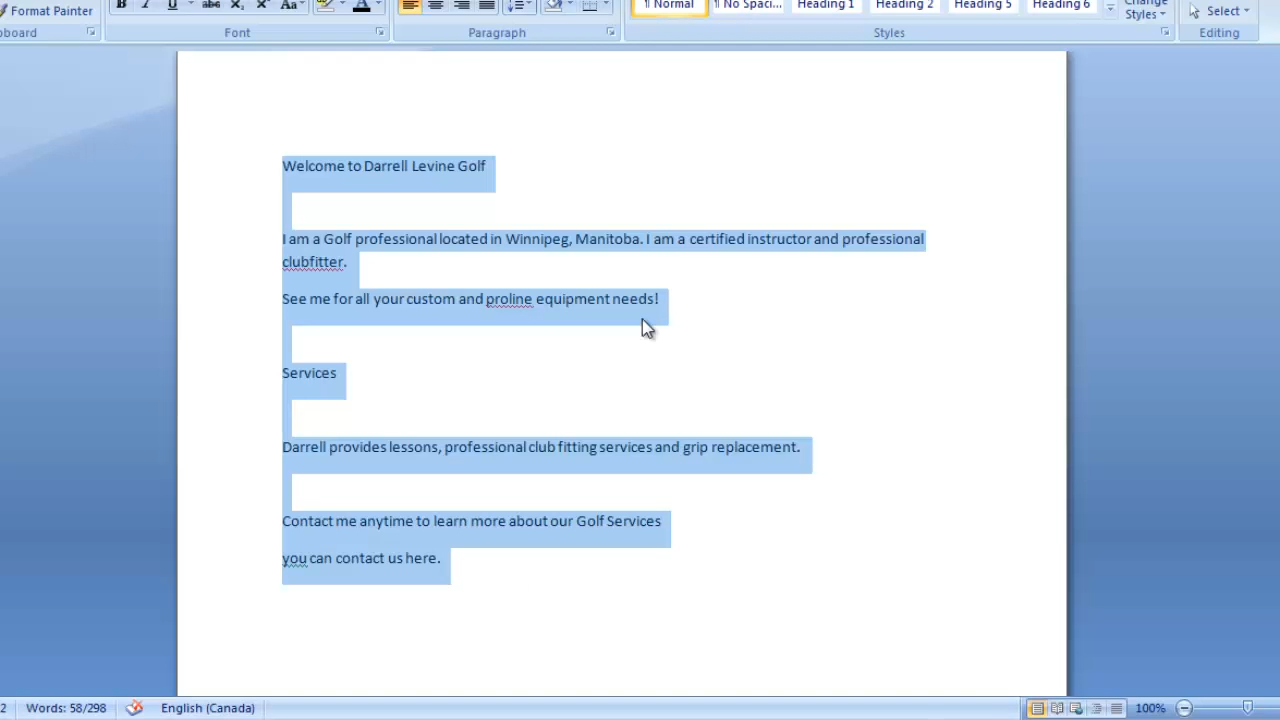 Format Painter
B I U abc X X Aa A
¶ Normal ¶ No Spaci... Heading 1 Heading 2 Heading 5 Heading 6
Change
Styles
Select
board Font Paragraph Styles Editing
Welcome to Darrell Levine Golf
I am a Golf professional located in Winnipeg, Manitoba. I am a certified instructor and professional
clubfitter.
See me for all your custom and proline equipment needs!
Services
Darrell provides lessons, professional club fitting services and grip replacement.
Contact me anytime to learn more about our Golf Services
you can contact us here.
2 Words: 58/298 English (Canada) 100%